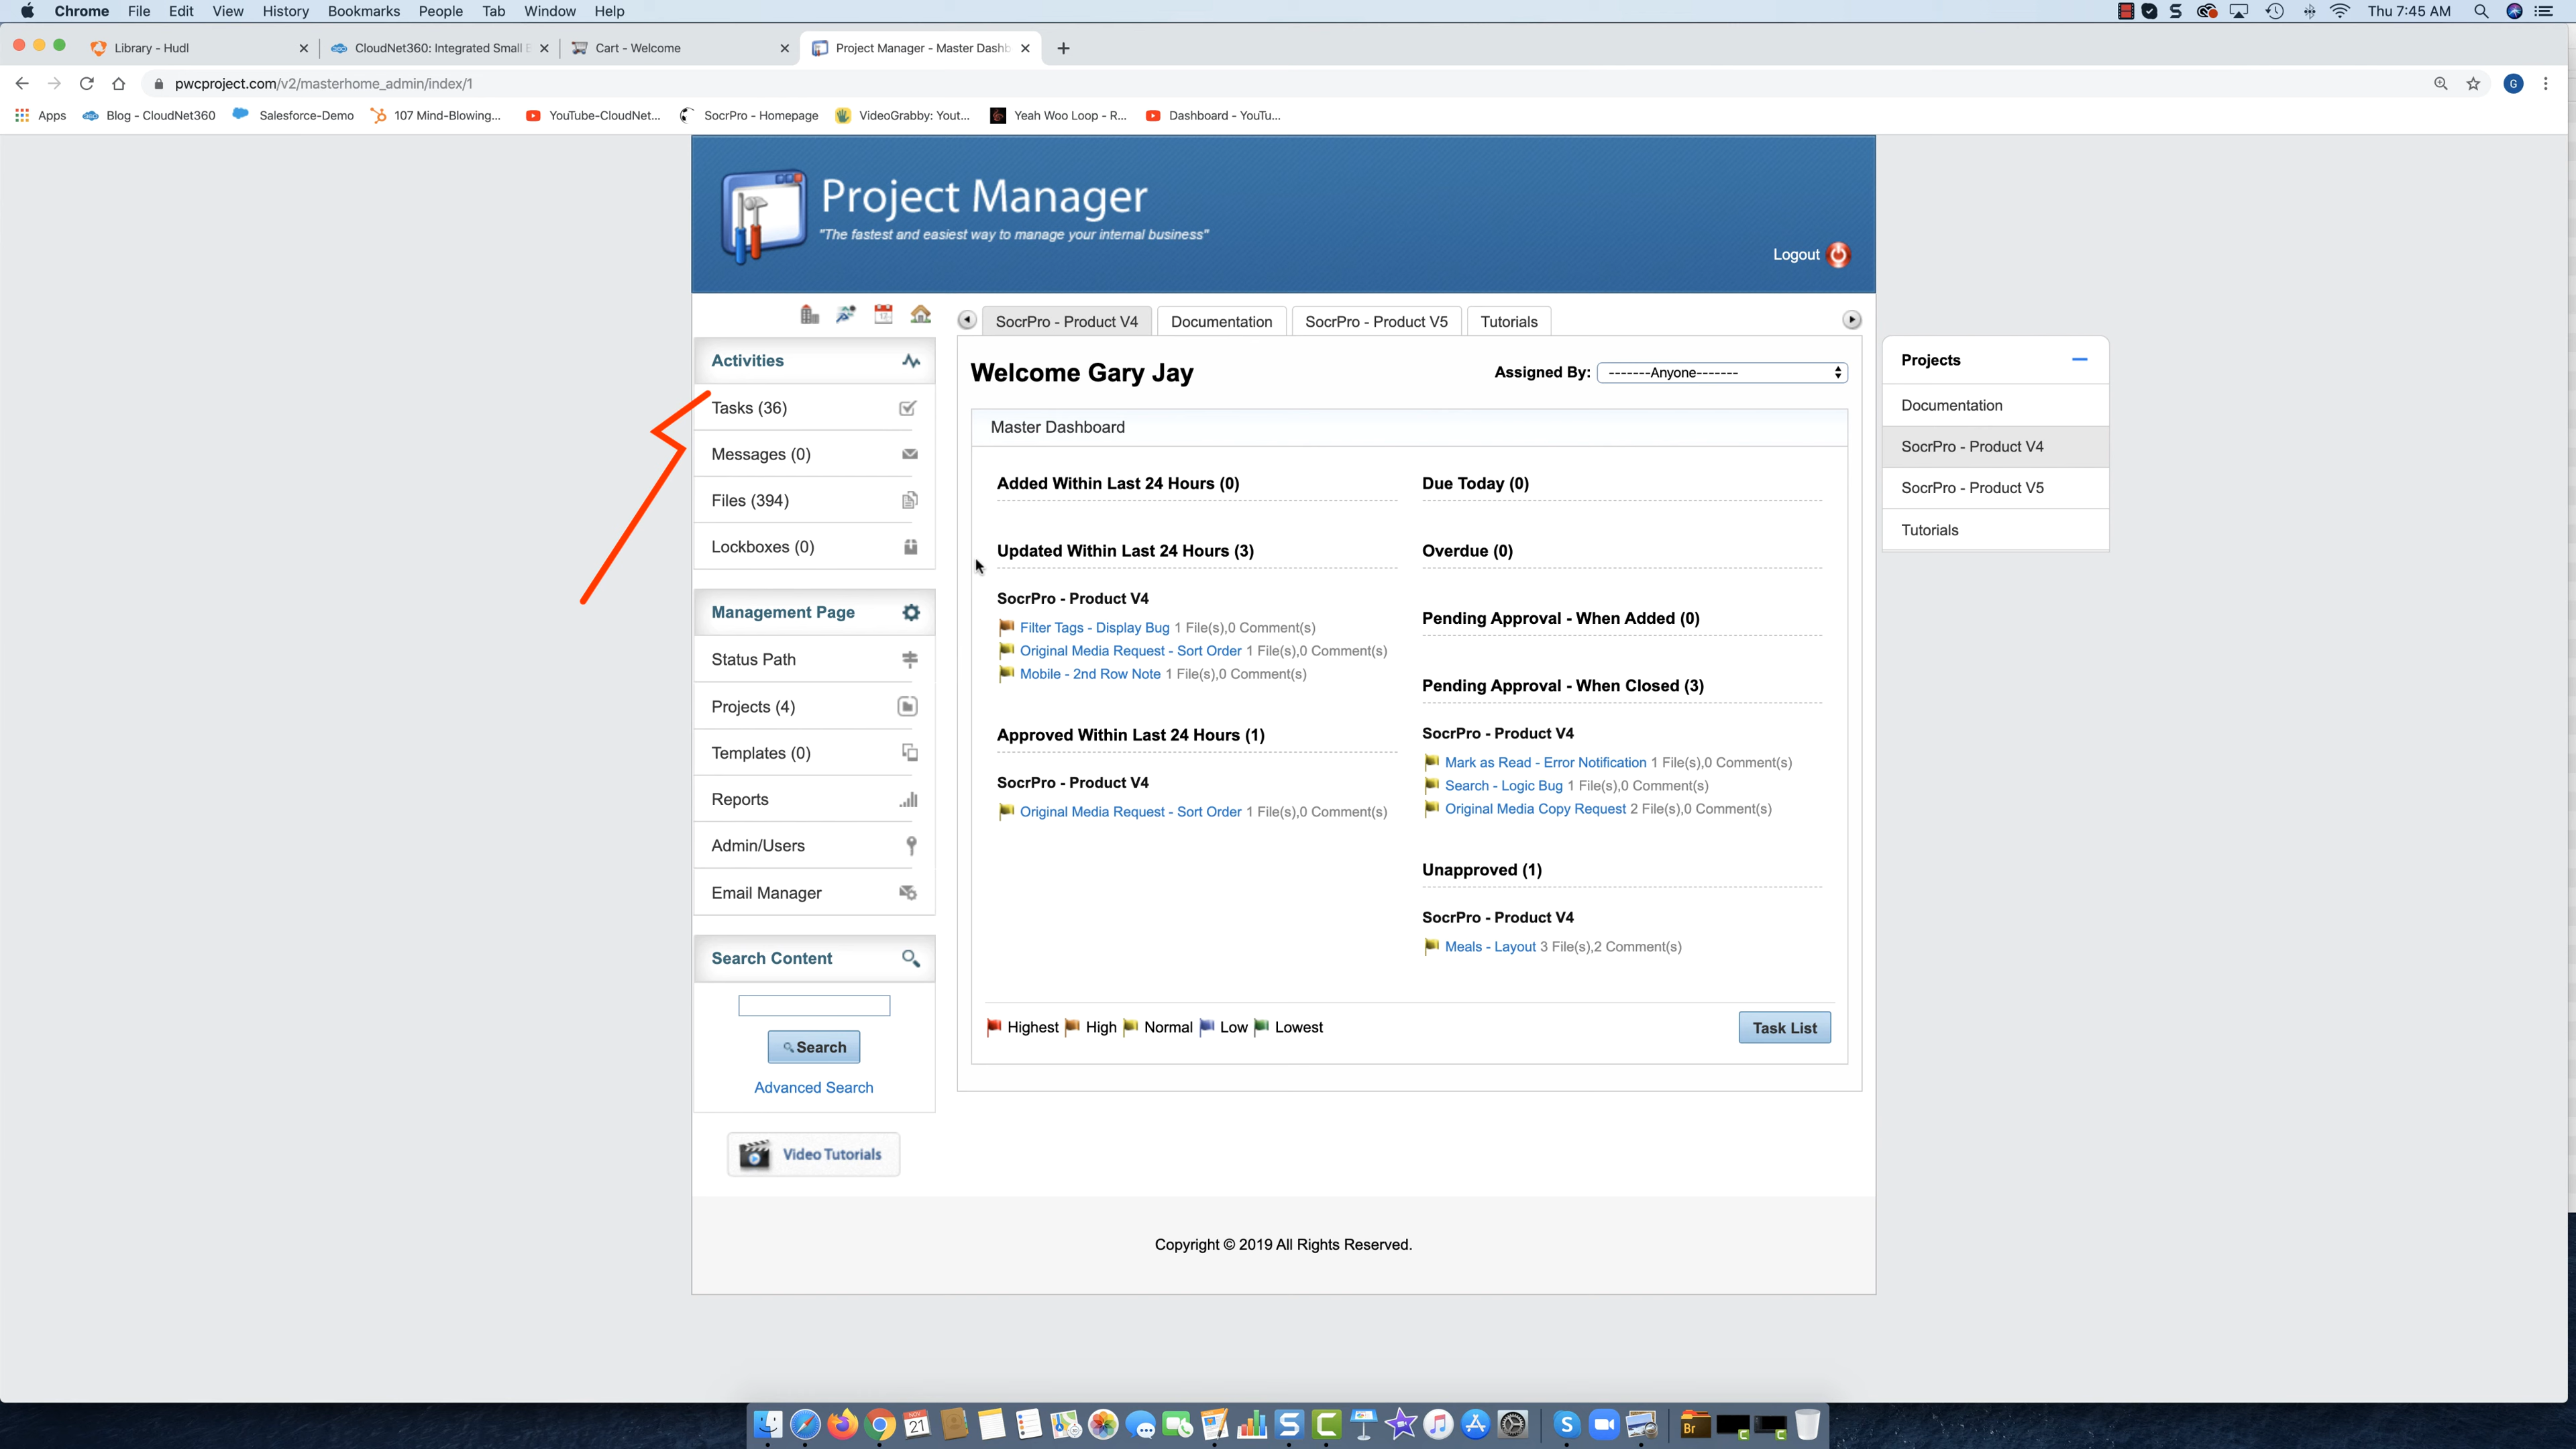 Chrome File Edit View History Bookmarks People Tab Window Help
S Thu 7:45 AM
Library - Hudl
CloudNet360: Integrated Small
Cart - Welcome
Project Manager - Master Dashb
pwcproject.com/v2/masterhome_admin/index/1
G
Apps
Blog - CloudNet360
Salesforce-Demo
107 Mind-Blowing...
YouTube-CloudNet...
SocrPro - Homepage
VideoGrabby: Yout...
Yeah Woo Loop - R...
Dashboard - YouTu...
Project Manager
"The fastest and easiest way to manage your internal business"
Logout
Activities
Tasks (36)
Messages (0)
Files (394)
Lockboxes (0)
Management Page
Status Path
Projects (4)
Templates (0)
Reports
Admin/Users
Email Manager
Search Content
Search
Advanced Search
Video Tutorials
SocrPro - Product V4
Documentation
SocrPro - Product V5
Tutorials
Welcome Gary Jay
Assigned By: -------Anyone-------
Master Dashboard
Added Within Last 24 Hours (0)
Updated Within Last 24 Hours (3)
SocrPro - Product V4
Filter Tags - Display Bug 1 File(s),0 Comment(s)
Original Media Request - Sort Order 1 File(s),0 Comment(s)
Mobile - 2nd Row Note 1 File(s),0 Comment(s)
Approved Within Last 24 Hours (1)
SocrPro - Product V4
Original Media Request - Sort Order 1 File(s),0 Comment(s)
Due Today (0)
Overdue (0)
Pending Approval - When Added (0)
Pending Approval - When Closed (3)
SocrPro - Product V4
Mark as Read - Error Notification 1 File(s),0 Comment(s)
Search - Logic Bug 1 File(s),0 Comment(s)
Original Media Copy Request 2 File(s),0 Comment(s)
Unapproved (1)
SocrPro - Product V4
Meals - Layout 3 File(s),2 Comment(s)
Highest High Normal Low Lowest
Task List
Projects
Documentation
SocrPro - Product V4
SocrPro - Product V5
Tutorials
Copyright © 2019 All Rights Reserved.
NOV 21
S C S Br C C